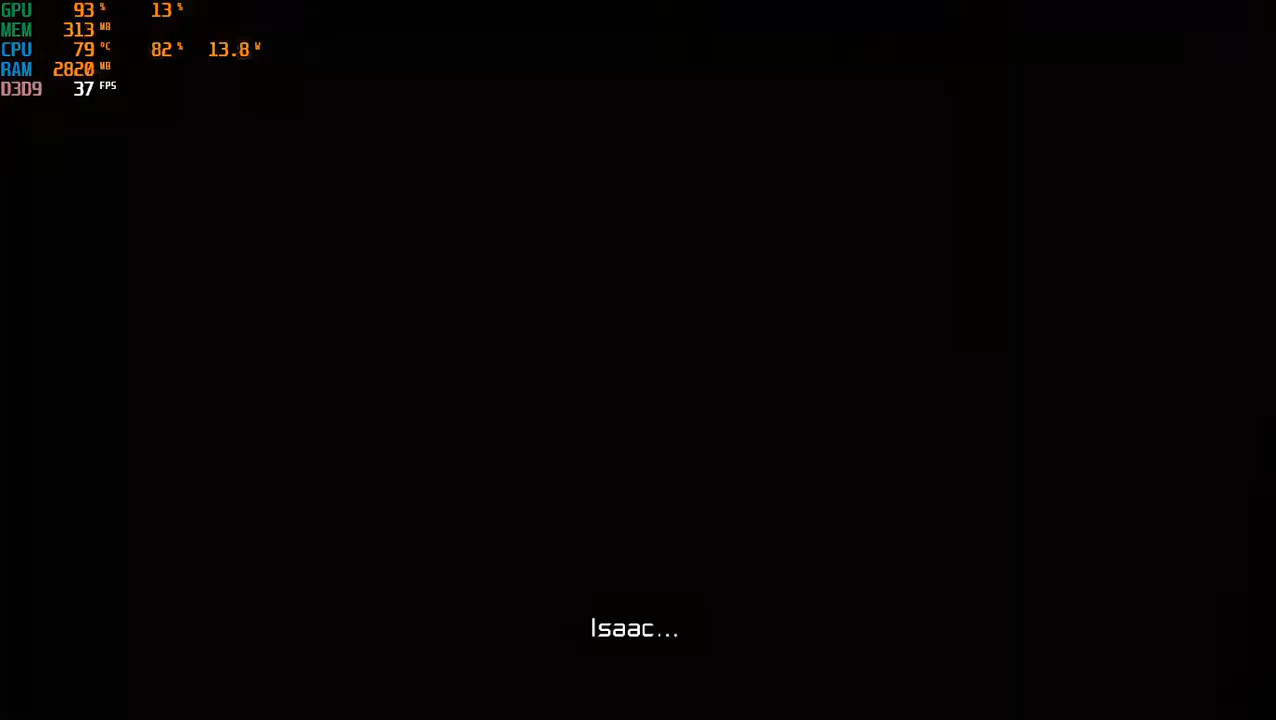 GPU 93 % 13 %
MEM 313 MB
CPU 79 °C 82 % 13.8 W
RAM 2820 MB
D3D9 37 FPS
Isaac...